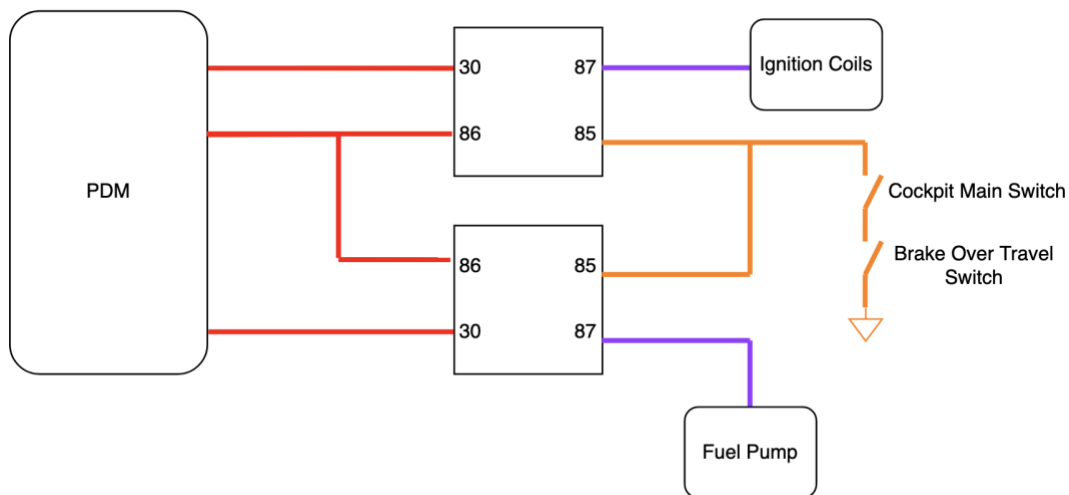 30
87
Ignition Coils
86
85
PDM
Cockpit Main Switch
Brake Over Travel
Switch
86
85
30
87
Fuel Pump